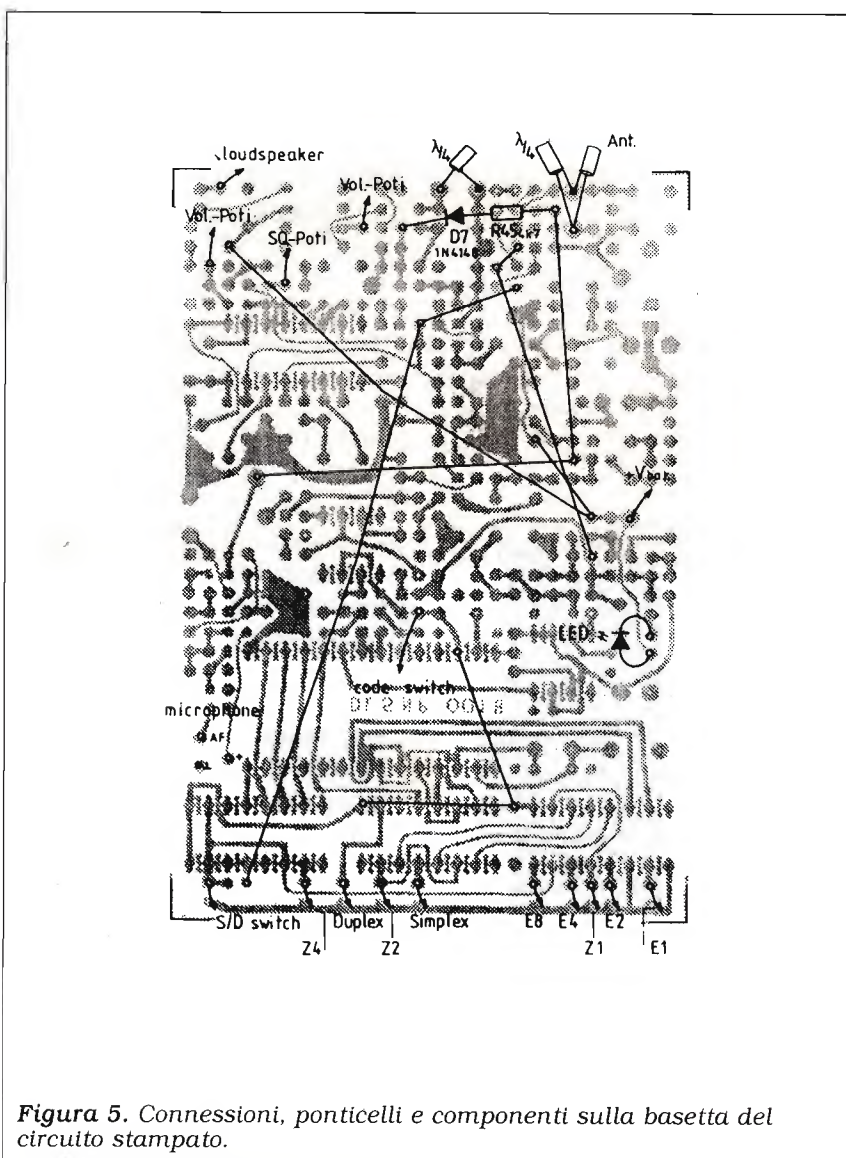 loudspeaker
λ/4
λ/4
Ant.
Vol.-Poti
Vol.-Poti
SQ-Poti
D7
1N4148
R45 4k7
LED
code switch
microphone
AF
+
S/D switch
Duplex
Simplex
E8
E4
E2
Z4
Z2
Z1
E1
Figura 5. Connessioni, ponticelli e componenti sulla basetta del
circuito stampato.